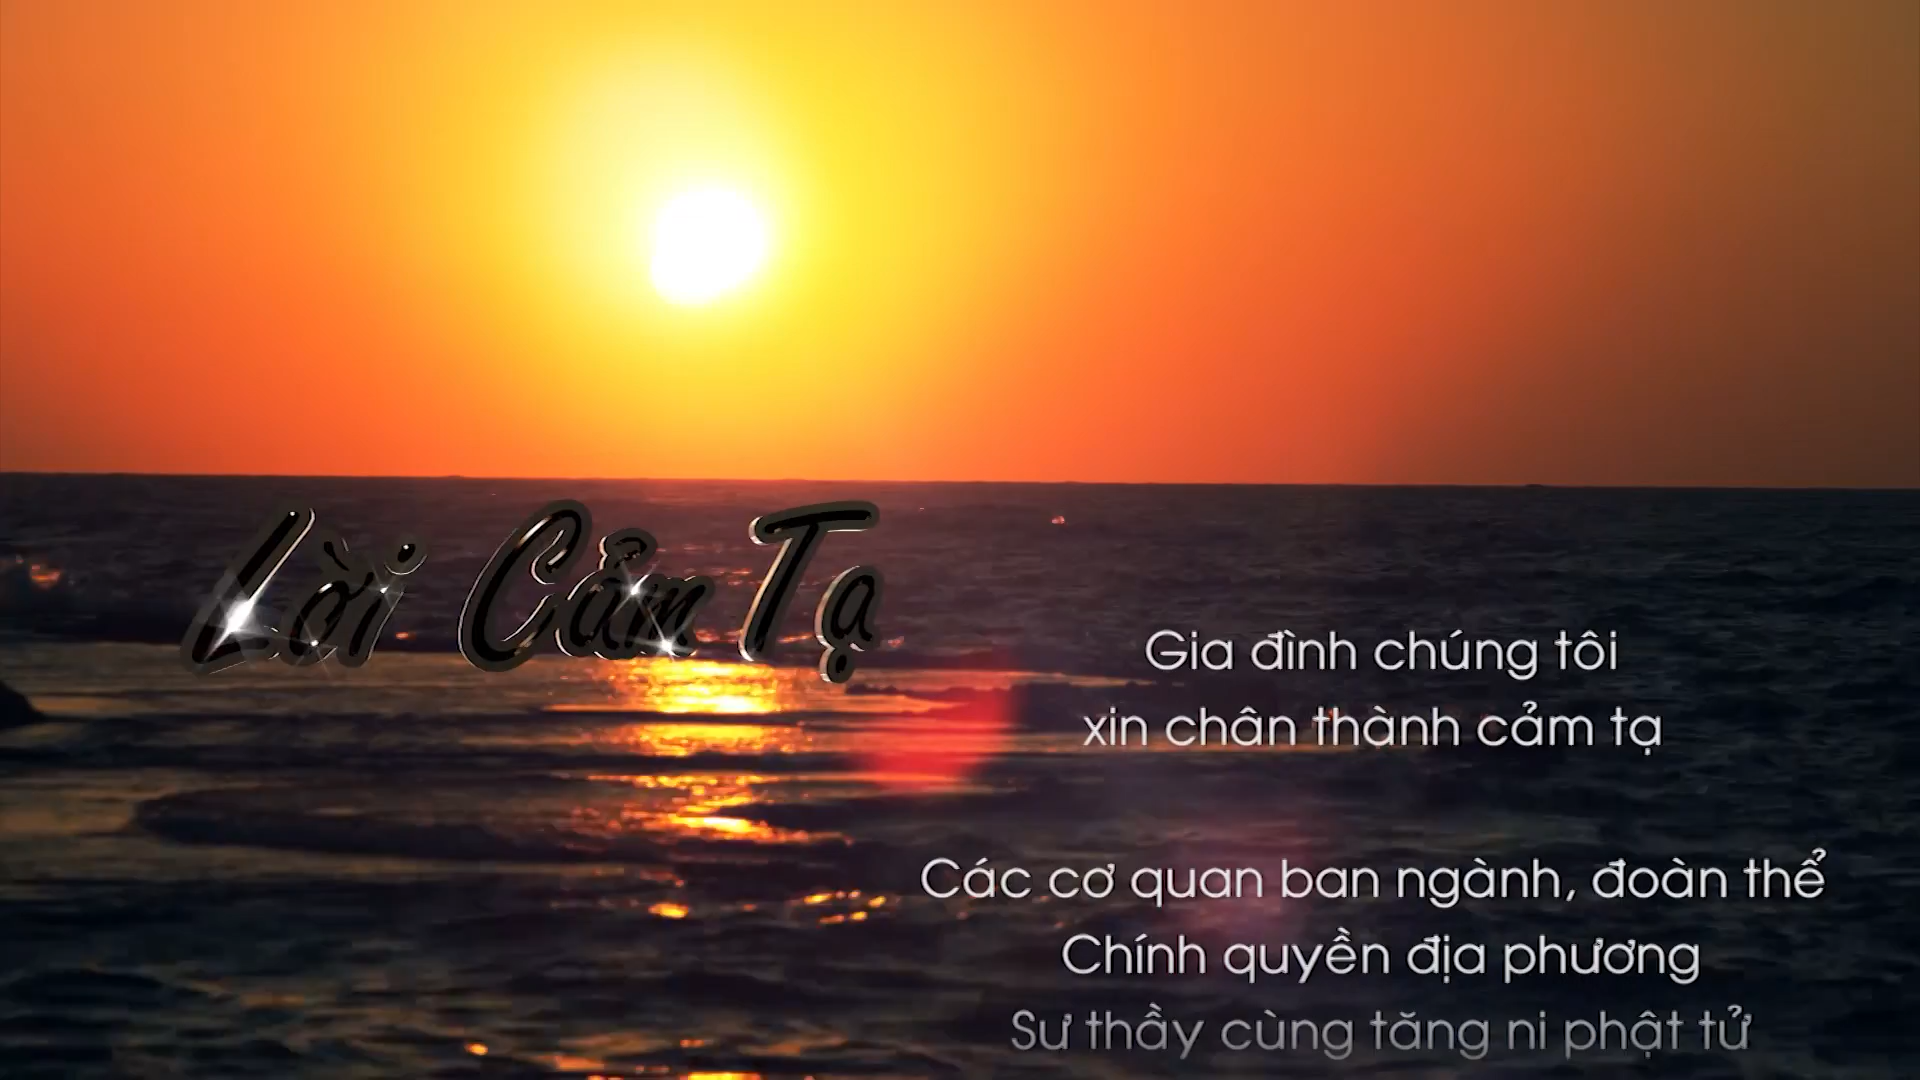 Lời Cảm Tạ
Gia đình chúng tôi
xin chân thành cảm tạ
Các cơ quan ban ngành, đoàn thể
Chính quyền địa phương
Sư thầy cùng tăng ni phật tử